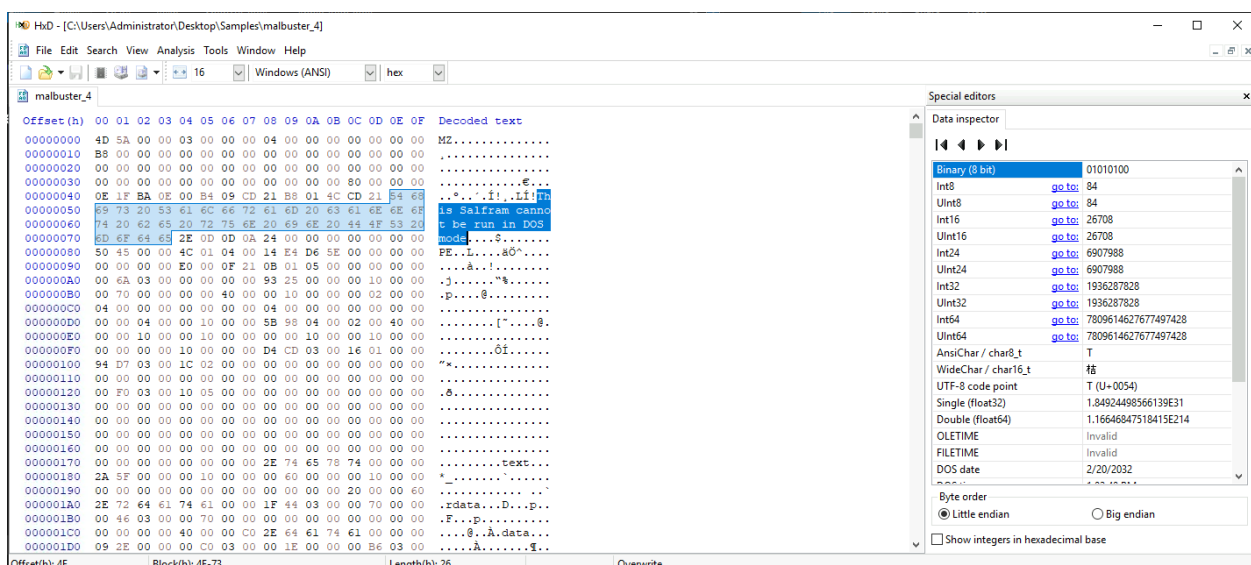 HxD - [C:\Users\Administrator\Desktop\Samples\malbuster_4]
File Edit Search View Analysis Tools Window Help
16 Windows (ANSI) hex
malbuster_4
Offset(h) 00 01 02 03 04 05 06 07 08 09 0A 0B 0C 0D 0E 0F Decoded text
00000000 4D 5A 00 00 03 00 00 00 04 00 00 00 00 00 00 00 MZ..............
00000010 B8 00 00 00 00 00 00 00 00 00 00 00 00 00 00 00 ¸...............
00000020 00 00 00 00 00 00 00 00 00 00 00 00 00 00 00 00 ................
00000030 00 00 00 00 00 00 00 00 00 00 00 00 80 00 00 00 ............€...
00000040 0E 1F BA 0E 00 B4 09 CD 21 B8 01 4C CD 21 54 68 ..º..´.Í!¸.LÍ!Th
00000050 69 73 20 53 61 6C 66 72 61 6D 20 63 61 6E 6E 6F is Salfram canno
00000060 74 20 62 65 20 72 75 6E 20 69 6E 20 44 4F 53 20 t be run in DOS
00000070 6D 6F 64 65 2E 0D 0D 0A 24 00 00 00 00 00 00 00 mode....$.......
00000080 50 45 00 00 4C 01 04 00 14 E4 D6 5E 00 00 00 00 PE..L....äÖ^....
00000090 00 00 00 00 E0 00 0F 21 0B 01 05 00 00 00 00 00 ....à..!........
000000A0 00 6A 03 00 00 00 00 00 93 25 00 00 00 10 00 00 .j......“%......
000000B0 00 70 00 00 00 00 40 00 00 10 00 00 00 02 00 00 .p....@.........
000000C0 04 00 00 00 00 00 00 00 04 00 00 00 00 00 00 00 ................
000000D0 00 00 04 00 00 10 00 00 5B 98 04 00 02 00 40 00 ........[˜....@.
000000E0 00 00 10 00 00 10 00 00 00 00 10 00 00 10 00 00 ................
000000F0 00 00 00 00 10 00 00 00 D4 CD 03 00 16 01 00 00 ........ÔÍ......
00000100 94 D7 03 00 1C 02 00 00 00 00 00 00 00 00 00 00 ”×..............
00000110 00 00 00 00 00 00 00 00 00 00 00 00 00 00 00 00 ................
00000120 00 F0 03 00 10 05 00 00 00 00 00 00 00 00 00 00 .ð..............
00000130 00 00 00 00 00 00 00 00 00 00 00 00 00 00 00 00 ................
00000140 00 00 00 00 00 00 00 00 00 00 00 00 00 00 00 00 ................
00000150 00 00 00 00 00 00 00 00 00 00 00 00 00 00 00 00 ................
00000160 00 00 00 00 00 00 00 00 00 00 00 00 00 00 00 00 ................
00000170 00 00 00 00 00 00 00 00 2E 74 65 78 74 00 00 00 .........text...
00000180 2A 5F 00 00 00 10 00 00 00 60 00 00 00 10 00 00 *_.......`......
00000190 00 00 00 00 00 00 00 00 00 00 00 00 20 00 00 60 ............ ..`
000001A0 2E 72 64 61 74 61 00 00 1F 44 03 00 00 70 00 00 .rdata...D...p..
000001B0 00 46 03 00 00 70 00 00 00 00 00 00 00 00 00 00 .F...p..........
000001C0 00 00 00 00 40 00 00 C0 2E 64 61 74 61 00 00 00 ....@..À.data...
000001D0 09 2E 00 00 00 C0 03 00 00 1E 00 00 00 B6 03 00 .....À.......¶..
Special editors
Data inspector
Binary (8 bit) 01010100
Int8 go to: 84
UInt8 go to: 84
Int16 go to: 26708
UInt16 go to: 26708
Int24 go to: 6907988
UInt24 go to: 6907988
Int32 go to: 1936287828
UInt32 go to: 1936287828
Int64 go to: 7809614627677497428
UInt64 go to: 7809614627677497428
AnsiChar / char8_t T
WideChar / char16_t 桔
UTF-8 code point T (U+0054)
Single (float32) 1.84924498566139E31
Double (float64) 1.16646847518415E214
OLETIME Invalid
FILETIME Invalid
DOS date 2/20/2032
Byte order
Little endian Big endian
Show integers in hexadecimal base
Offset(h): 4E Block(h): 4E-73 Length(h): 26 Overwrite